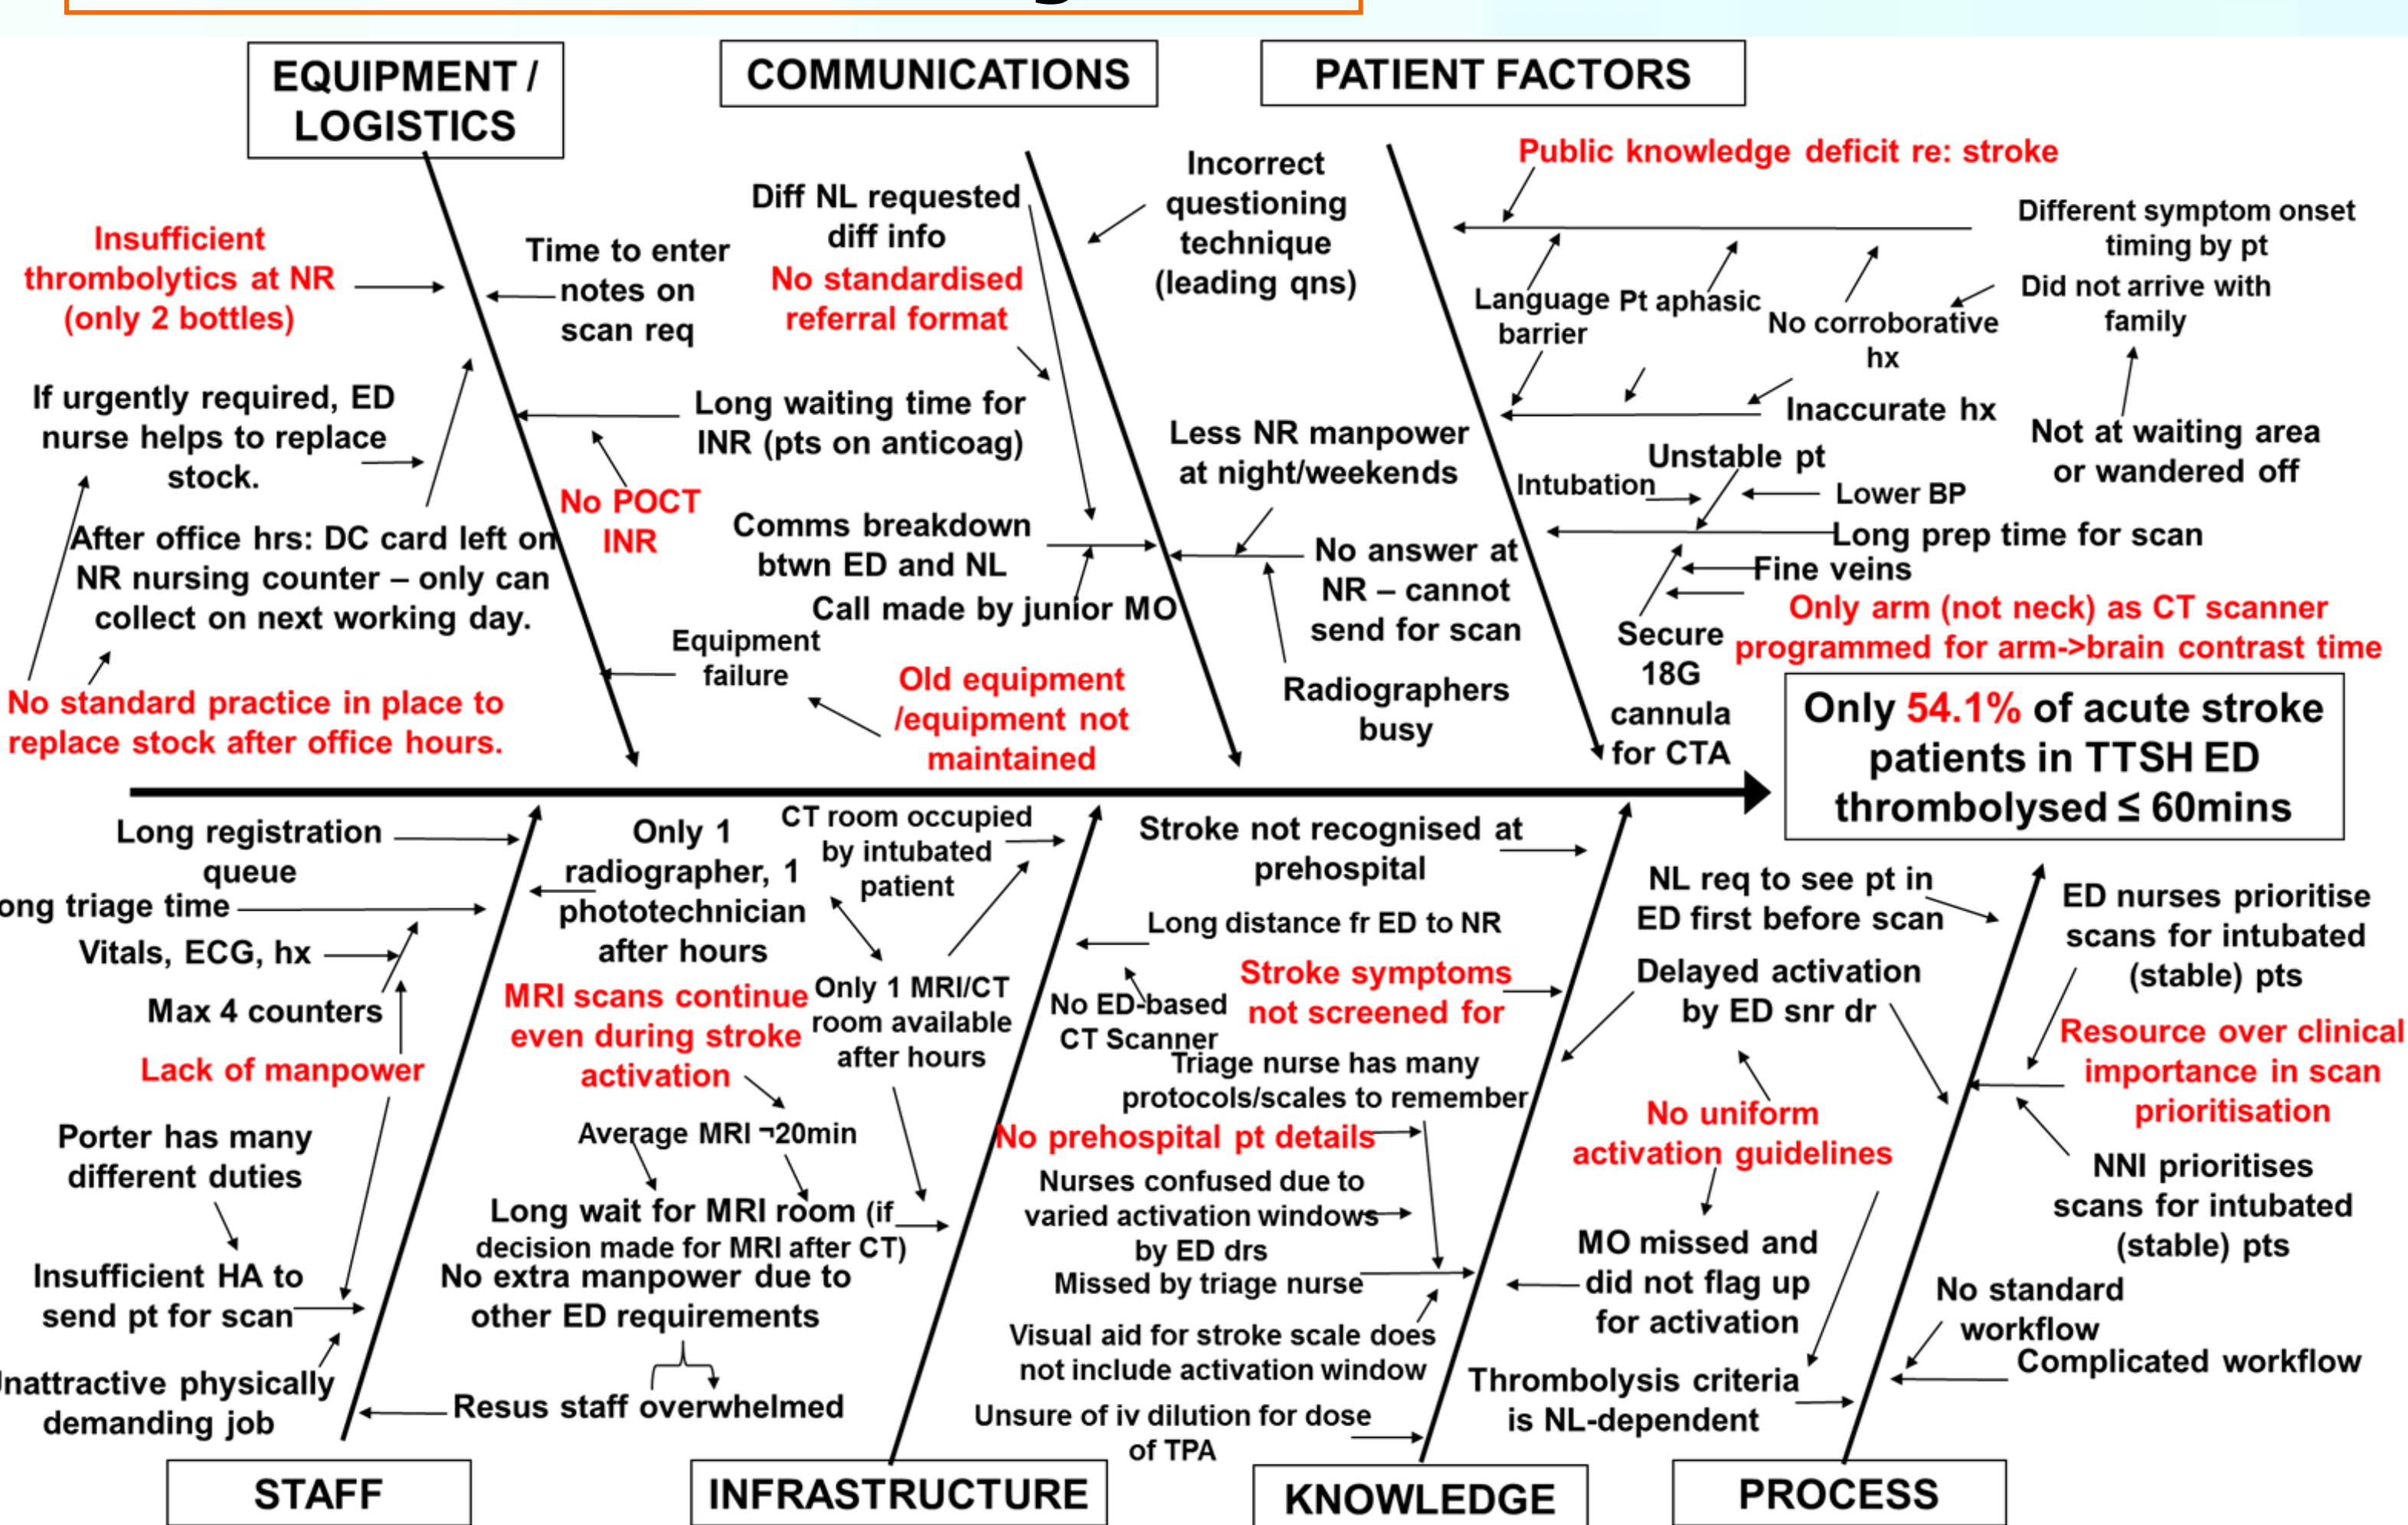 EQUIPMENT /
LOGISTICS
COMMUNICATIONS
PATIENT FACTORS
Insufficient
thrombolytics at NR
(only 2 bottles)
Time to enter
notes on
scan req
If urgently required, ED
nurse helps to replace
stock.
After office hrs: DC card left on
NR nursing counter – only can
collect on next working day.
No standard practice in place to
replace stock after office hours.
Long waiting time for
INR (pts on anticoag)
No POCT
INR
Equipment
failure
Old equipment
/equipment not
maintained
Diff NL requested
diff info
No standardised
referral format
Incorrect
questioning
technique
(leading qns)
Comms breakdown
btwn ED and NL
Call made by junior MO
Less NR manpower
at night/weekends
No answer at
NR – cannot
send for scan
Radiographers
busy
Public knowledge deficit re: stroke
Different symptom onset
timing by pt
Language
barrier
Pt aphasic
No corroborative
hx
Did not arrive with
family
Inaccurate hx
Not at waiting area
or wandered off
Unstable pt
Intubation
Lower BP
Long prep time for scan
Fine veins
Only arm (not neck) as CT scanner
programmed for arm->brain contrast time
Secure
18G
cannula
for CTA
Only 54.1% of acute stroke
patients in TTSH ED
thrombolysed ≤ 60mins
Long registration
queue
ong triage time
Vitals, ECG, hx
Max 4 counters
Lack of manpower
Porter has many
different duties
Insufficient HA to
send pt for scan
nattractive physically
demanding job
Only 1
radiographer, 1
phototechnician
after hours
No extra manpower due to
other ED requirements
Resus staff overwhelmed
CT room occupied
by intubated
patient
MRI scans continue
even during stroke
activation
Only 1 MRI/CT
room available
after hours
Average MRI ¬20min
Long wait for MRI room (if
decision made for MRI after CT)
Long distance fr ED to NR
No ED-based
CT Scanner
Stroke not recognised at
prehospital
Stroke symptoms
not screened for
Triage nurse has many
protocols/scales to remember
No prehospital pt details
Nurses confused due to
varied activation windows
by ED drs
Missed by triage nurse
Visual aid for stroke scale does
not include activation window
Unsure of iv dilution for dose
of TPA
NL req to see pt in
ED first before scan
Delayed activation
by ED snr dr
No uniform
activation guidelines
MO missed and
did not flag up
for activation
Thrombolysis criteria
is NL-dependent
ED nurses prioritise
scans for intubated
(stable) pts
Resource over clinical
importance in scan
prioritisation
NNI prioritises
scans for intubated
(stable) pts
No standard
workflow
Complicated workflow
STAFF
INFRASTRUCTURE
KNOWLEDGE
PROCESS